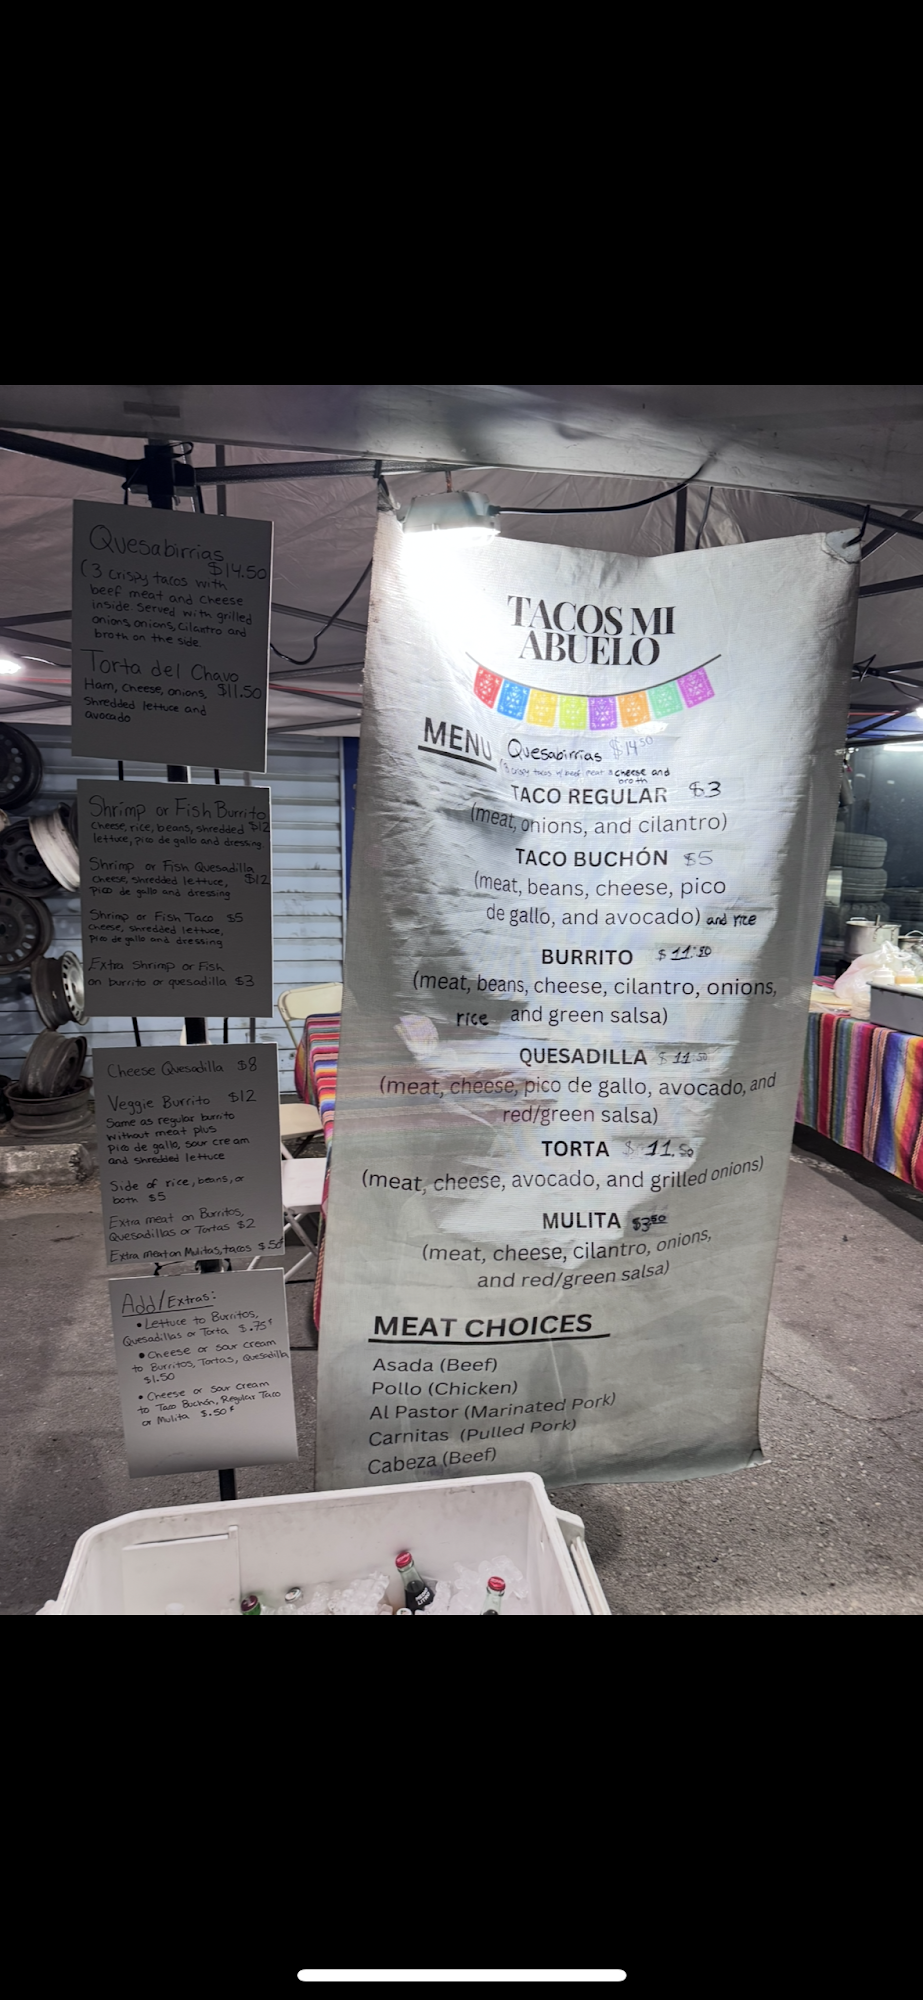 Quesabirrias
$14.50
(3 crispy tacos with
beef meat and cheese
inside. Served with grilled
onions, onions, cilantro and
broth on the side.
Torta del Chavo
Ham, cheese, onions, $11.50
shredded lettuce and
avocado
Shrimp or Fish Burrito
cheese, rice, beans, shredded $12
lettuce, pico de gallo and dressing
Shrimp or Fish Quesadilla
cheese, shredded lettuce, $12
pico de gallo and dressing
Shrimp or Fish Taco $5
cheese, shredded lettuce,
pico de gallo and dressing
Extra Shrimp or Fish
on burrito or quesadilla $3
Cheese Quesadilla $8
Veggie Burrito $12
Same as regular burrito
without meat plus
pico de gallo, sour cream
and shredded lettuce
Side of rice, beans, or
both $5
Extra meat on Burritos,
Quesadillas or Tortas $2
Extra meat on Mulitas, tacos $.50¢
Add/Extras:
• Lettuce to Burritos,
Quesadillas or Torta $.75¢
• Cheese or sour cream
to Burritos, Tortas, Quesadilla
$1.50
• Cheese or sour cream
to Taco Buchón, Regular Taco
or Mulita $.50¢
TACOS MI
ABUELO
MENU
Quesabirrias $14.50
(3 crispy tacos w/ beef meat & cheese and
broth
TACO REGULAR $3
(meat, onions, and cilantro)
TACO BUCHÓN $5
(meat, beans, cheese, pico
de gallo, and avocado) and rice
BURRITO $11.50
(meat, beans, cheese, cilantro, onions,
rice and green salsa)
QUESADILLA $11.50
(meat, cheese, pico de gallo, avocado, and
red/green salsa)
TORTA $11.50
(meat, cheese, avocado, and grilled onions)
MULITA $3.50
(meat, cheese, cilantro, onions,
and red/green salsa)
MEAT CHOICES
Asada (Beef)
Pollo (Chicken)
Al Pastor (Marinated Pork)
Carnitas (Pulled Pork)
Cabeza (Beef)